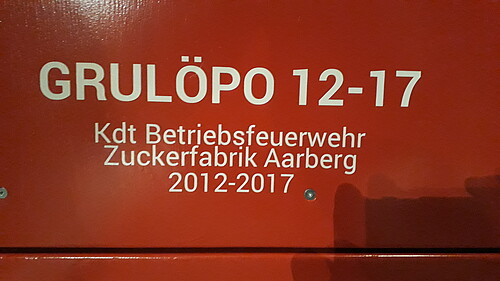 GRULÖPO 12-17
Kdt Betriebsfeuerwehr
Zuckerfabrik Aarberg
2012-2017